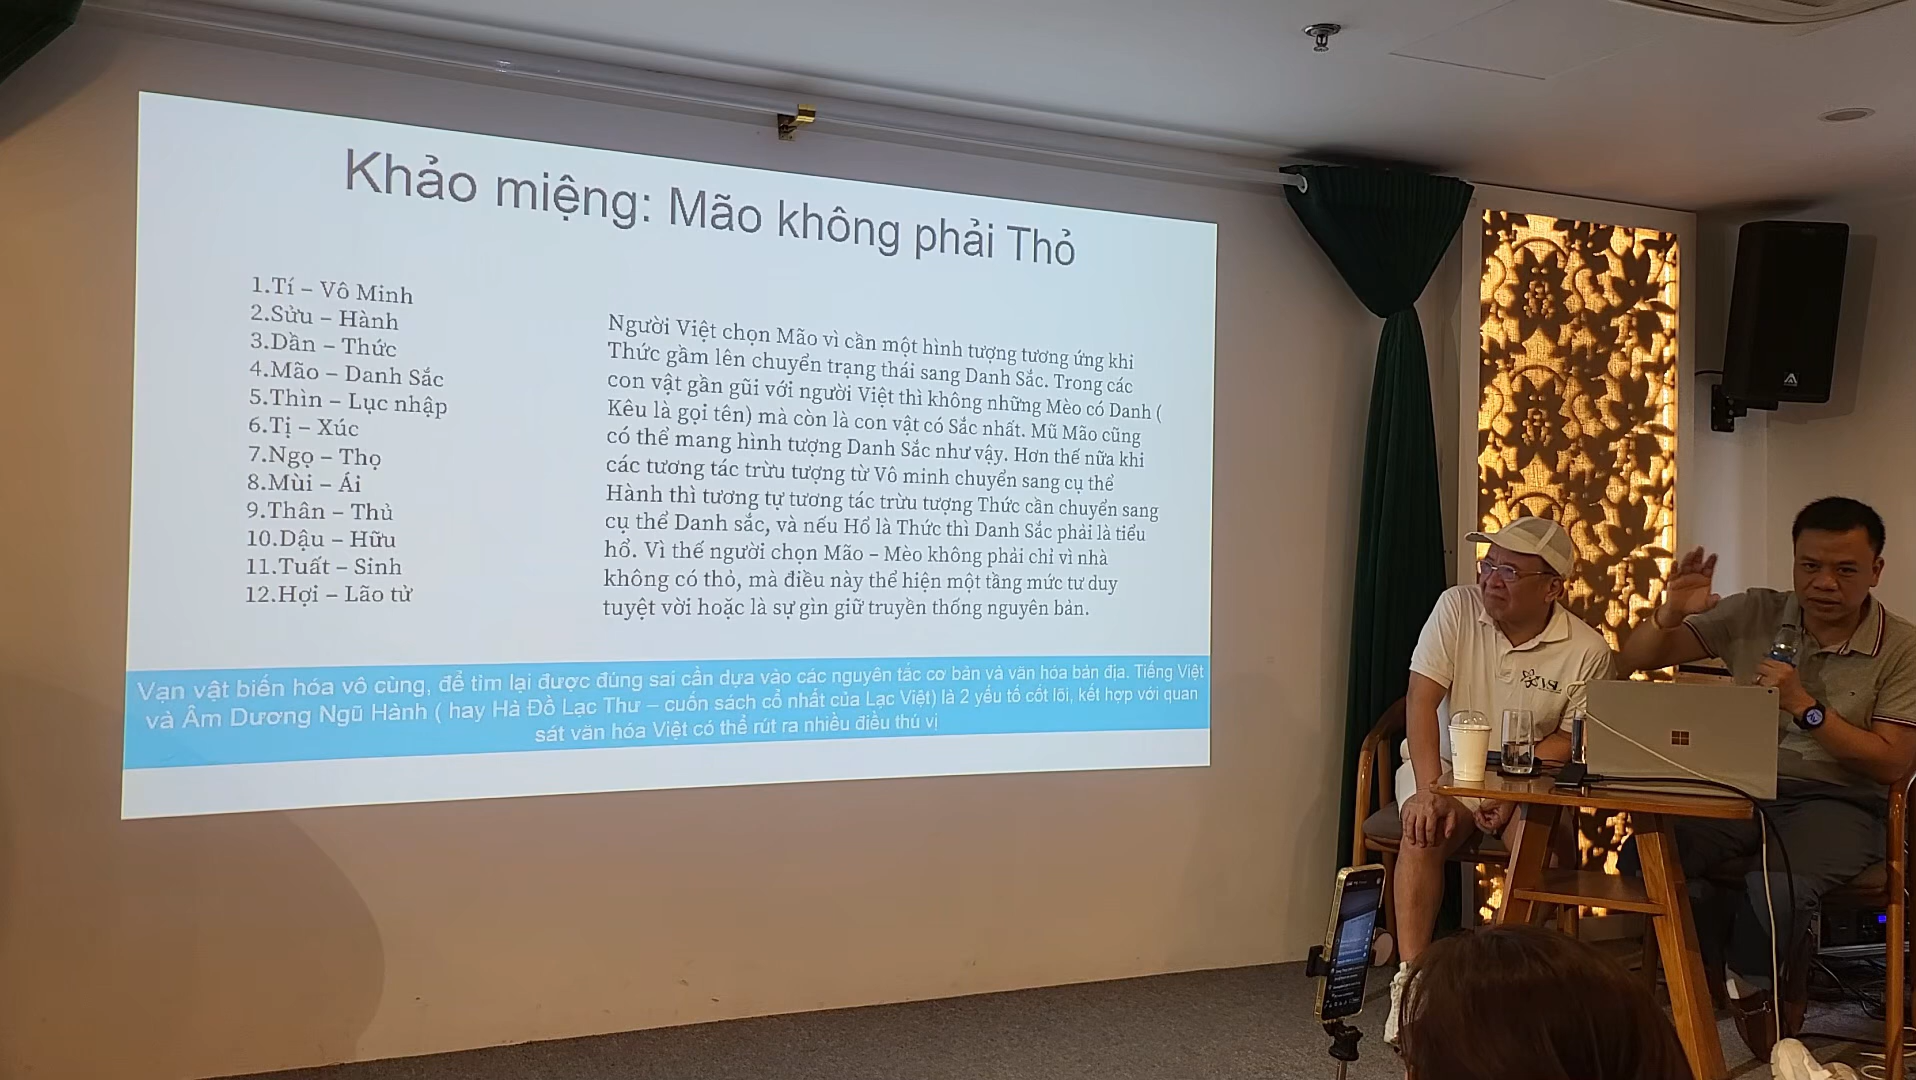 Khảo miệng: Mão không phải Thỏ
1.Tí – Vô Minh
2.Sửu – Hành
3.Dần – Thức
4.Mão – Danh Sắc
5.Thìn – Lục nhập
6.Tị – Xúc
7.Ngọ – Thọ
8.Mùi – Ái
9.Thân – Thủ
10.Dậu – Hữu
11.Tuất – Sinh
12.Hợi – Lão tử
Người Việt chọn Mão vì cần một hình tượng tương ứng khi
Thức gầm lên chuyển trạng thái sang Danh Sắc. Trong các
con vật gần gũi với người Việt thì không những Mèo có Danh (
Kêu là gọi tên) mà còn là con vật có Sắc nhất. Mũ Mão cũng
có thể mang hình tượng Danh Sắc như vậy. Hơn thế nữa khi
các tương tác trừu tượng từ Vô minh chuyển sang cụ thể
Hành thì tương tự tương tác trừu tượng Thức cần chuyển sang
cụ thể Danh sắc, và nếu Hổ là Thức thì Danh Sắc phải là tiểu
hổ. Vì thế người chọn Mão – Mèo không phải chỉ vì nhà
không có thỏ, mà điều này thể hiện một tầng mức tư duy
tuyệt vời hoặc là sự gìn giữ truyền thống nguyên bản.
Vạn vật biến hóa vô cùng, để tìm lại được đúng sai cần dựa vào các nguyên tắc cơ bản và văn hóa bản địa. Tiếng Việt
và Âm Dương Ngũ Hành ( hay Hà Đồ Lạc Thư – cuốn sách cổ nhất của Lạc Việt) là 2 yếu tố cốt lõi, kết hợp với quan
sát văn hóa Việt có thể rút ra nhiều điều thú vị